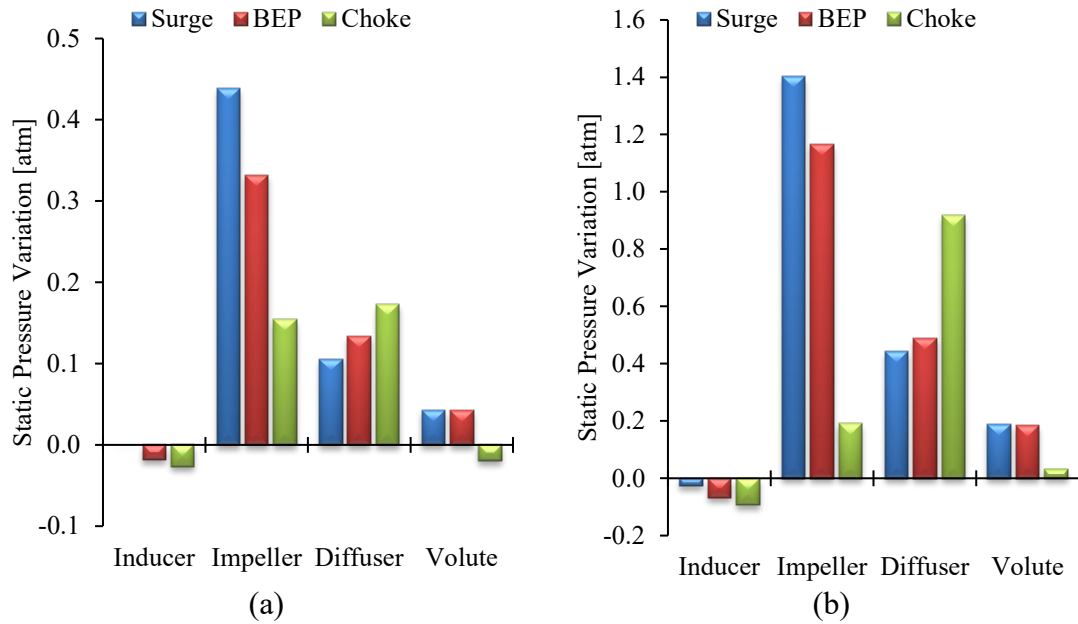 Surge BEP Choke
Static Pressure Variation [atm]
0.5
0.4
0.3
0.2
0.1
0.0
-0.1
Inducer Impeller Diffuser Volute
(a)
Surge BEP Choke
Static Pressure Variation [atm]
1.6
1.4
1.2
1.0
0.8
0.6
0.4
0.2
0.0
-0.2
Inducer Impeller Diffuser Volute
(b)